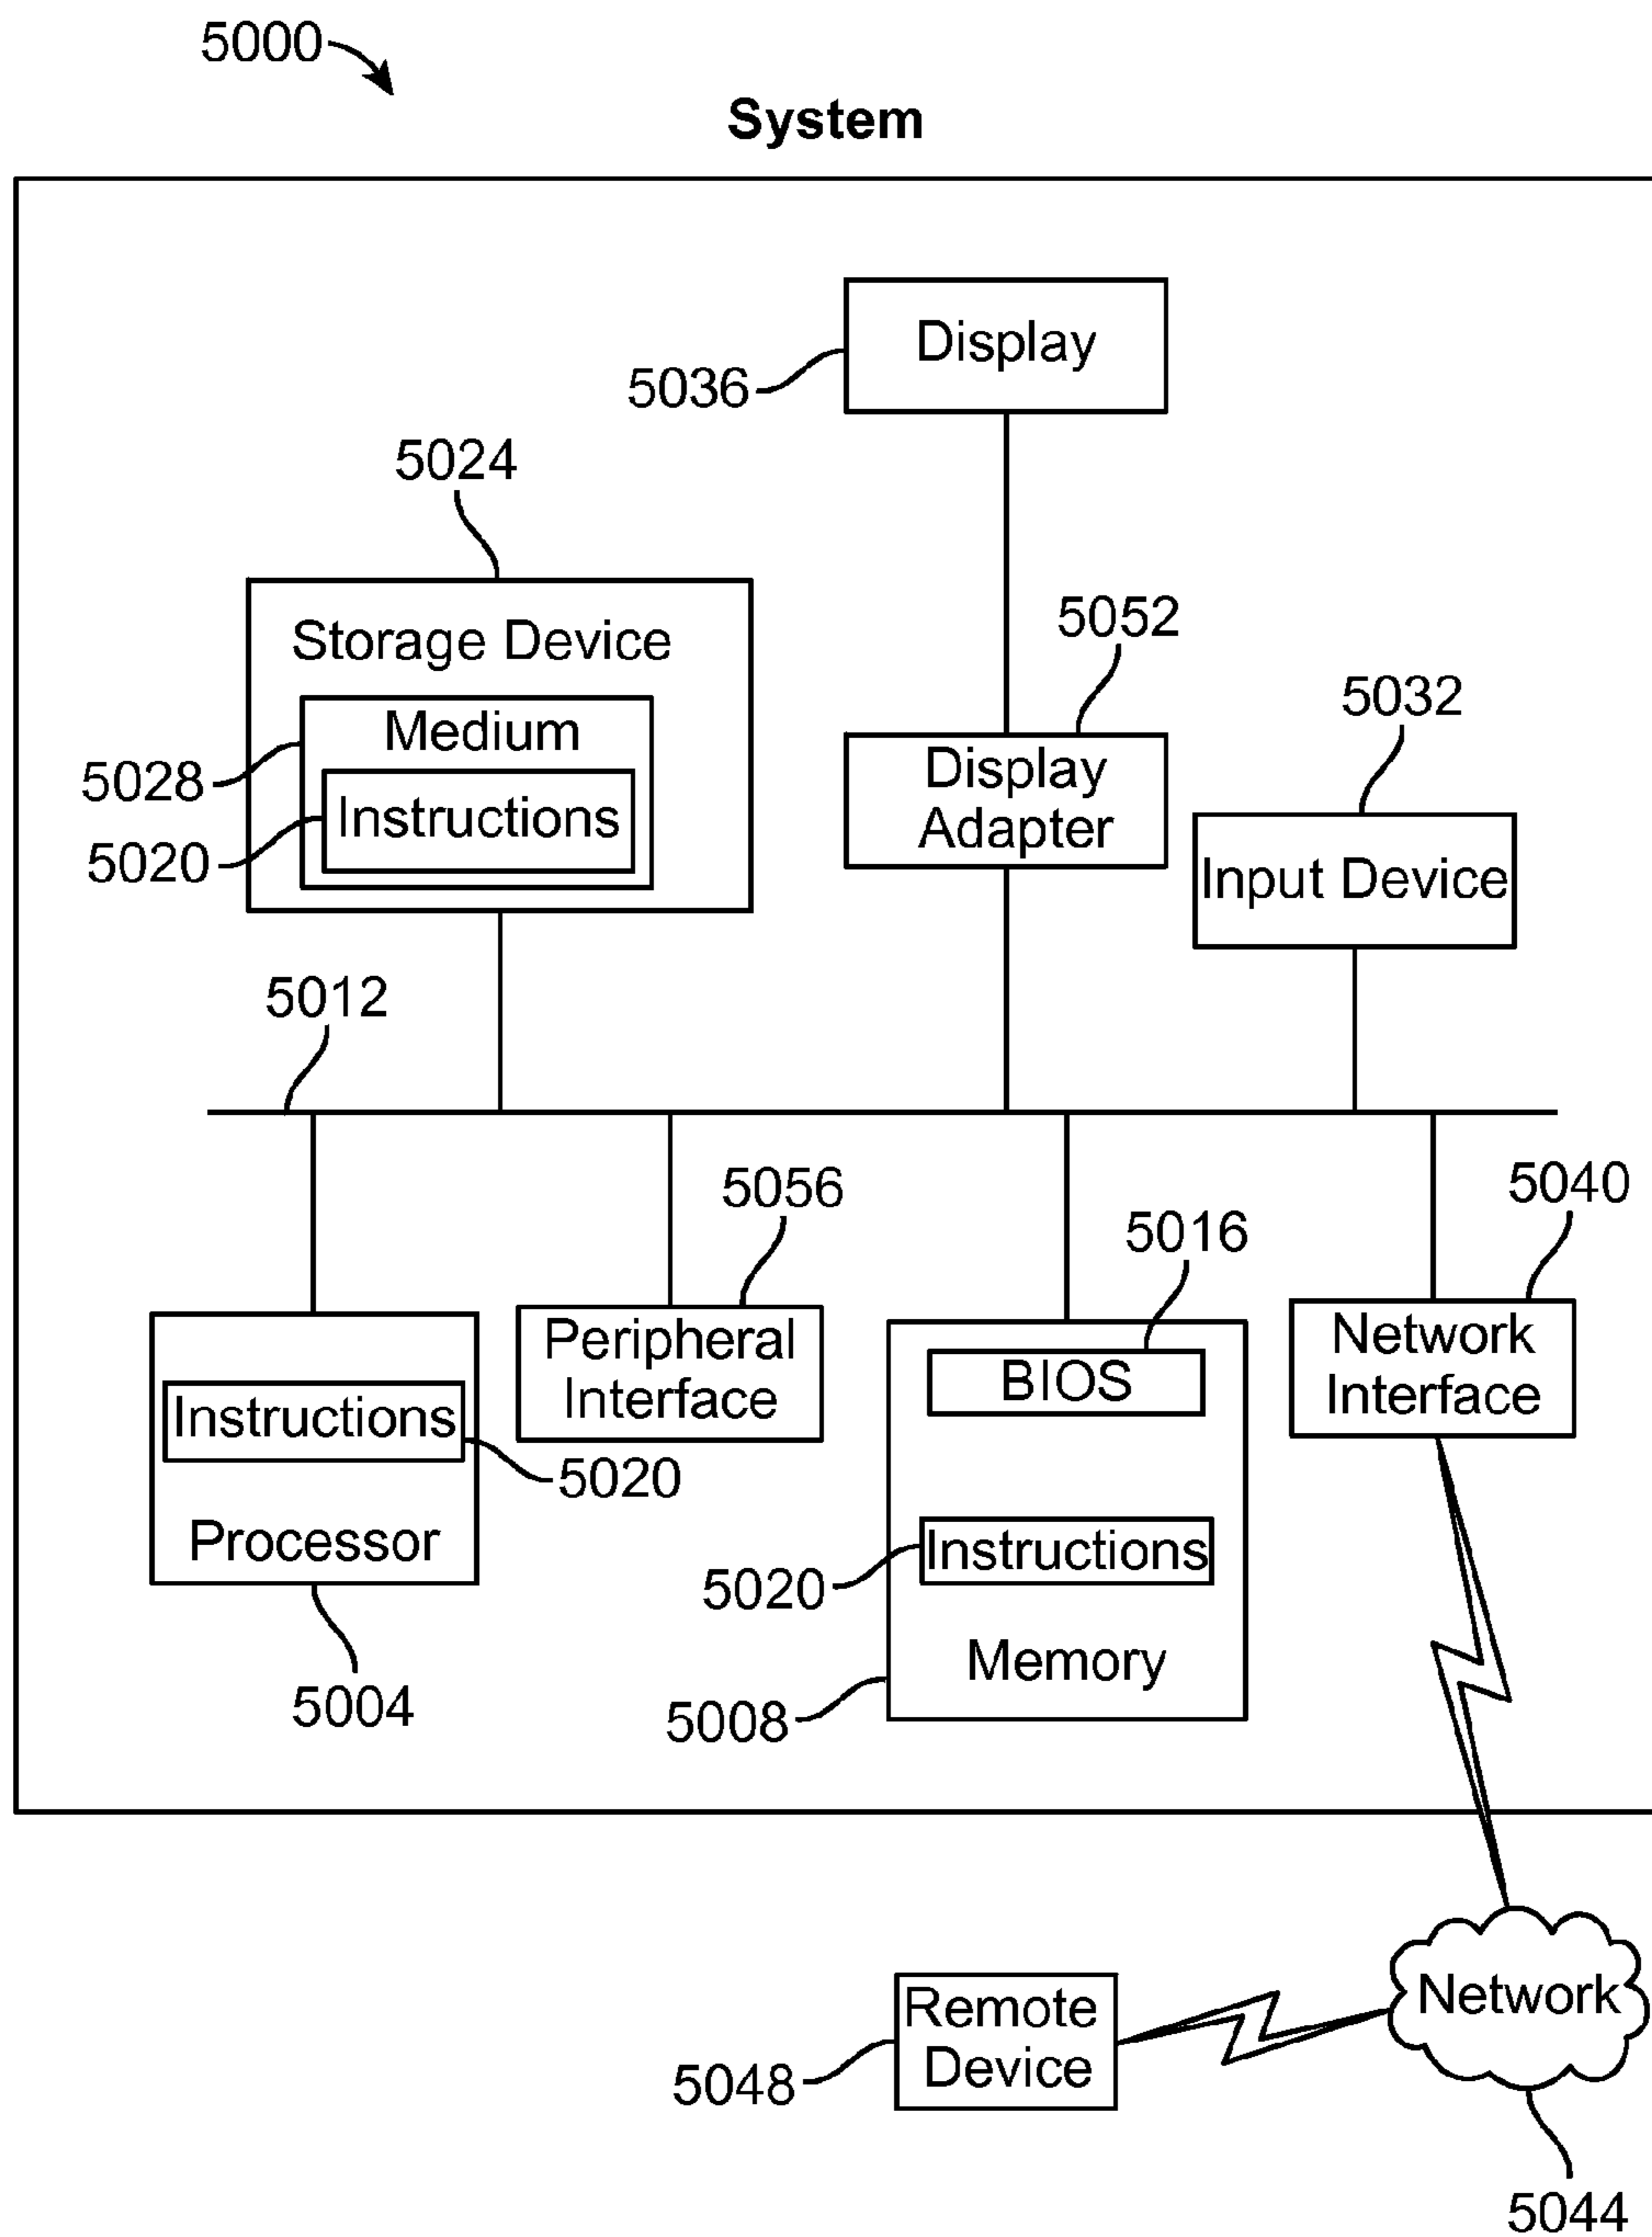 5000
System
Display
5036
5024
Storage Device
5052
Medium
5032
5028
Display
Adapter
Instructions
5020
Input Device
5012
5056
5040
5016
Peripheral
Interface
BIOS
Network
Interface
Instructions
5020
Processor
Instructions
5020
Memory
5004
5008
Network
Remote
Device
5048
5044